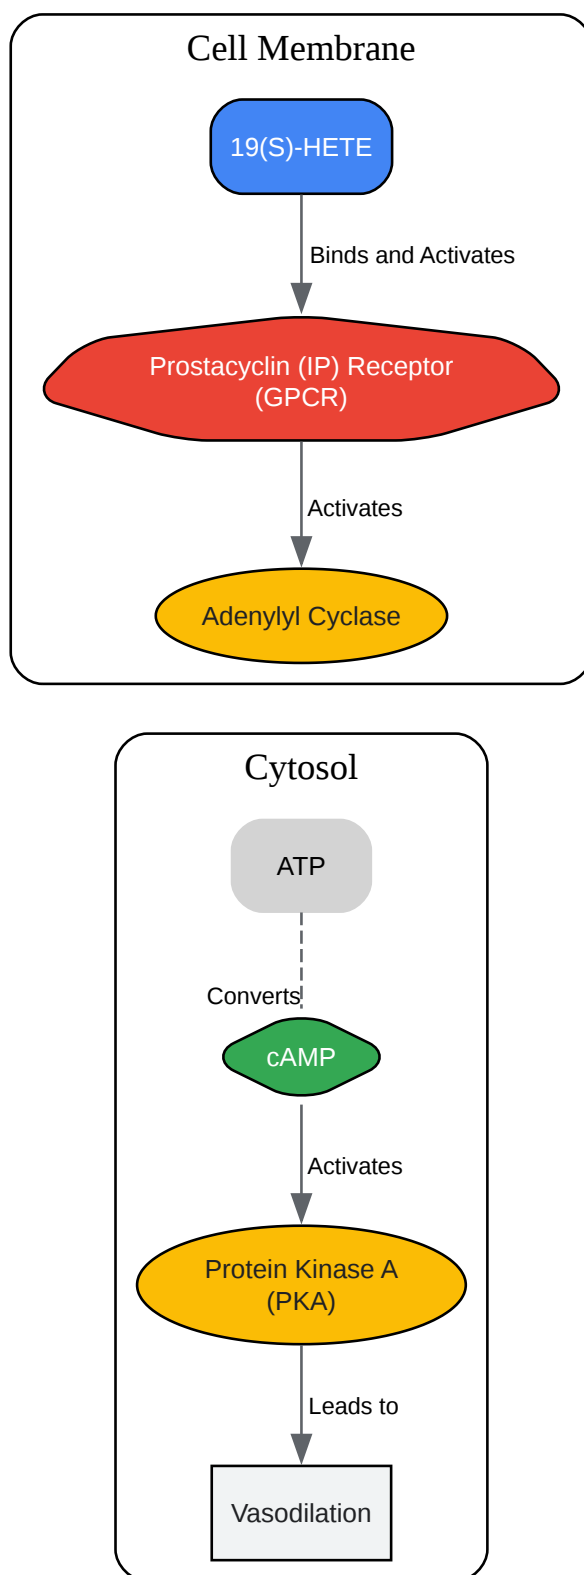 Cell Membrane
19(S)-HETE
Binds and Activates
Prostacyclin (IP) Receptor
(GPCR)
Activates
Adenylyl Cyclase
Cytosol
ATP
Converts
cAMP
Activates
Protein Kinase A
(PKA)
Leads to
Vasodilation